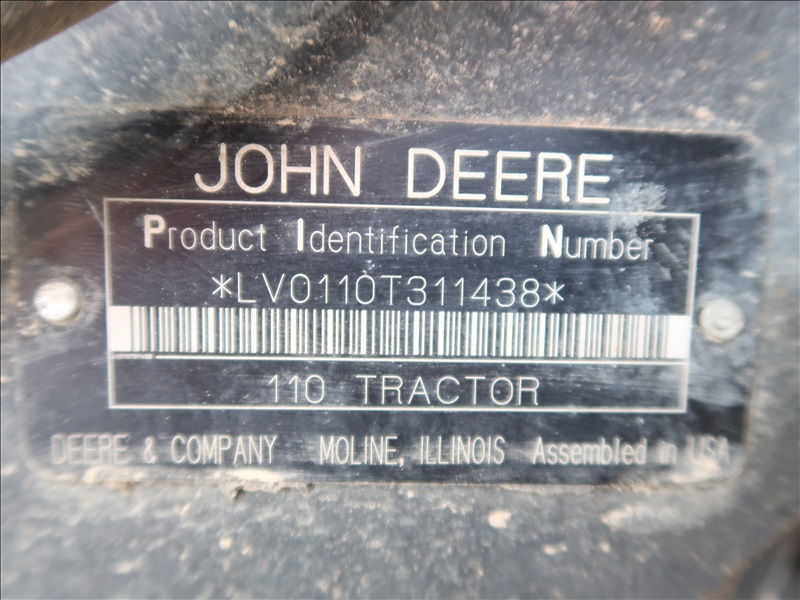 JOHN DEERE
Product Identification Number
*LV0110T311438*
110 TRACTOR
DEERE & COMPANY MOLINE, ILLINOIS Assembled in USA